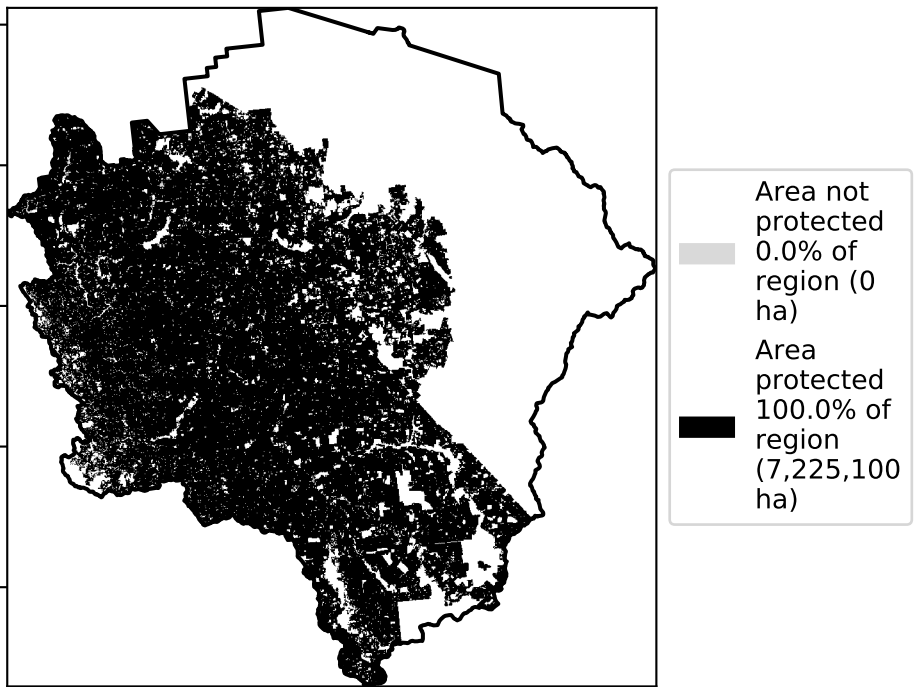 Area not
protected
0.0% of
region (0
ha)
Area
protected
100.0% of
region
(7,225,100
ha)